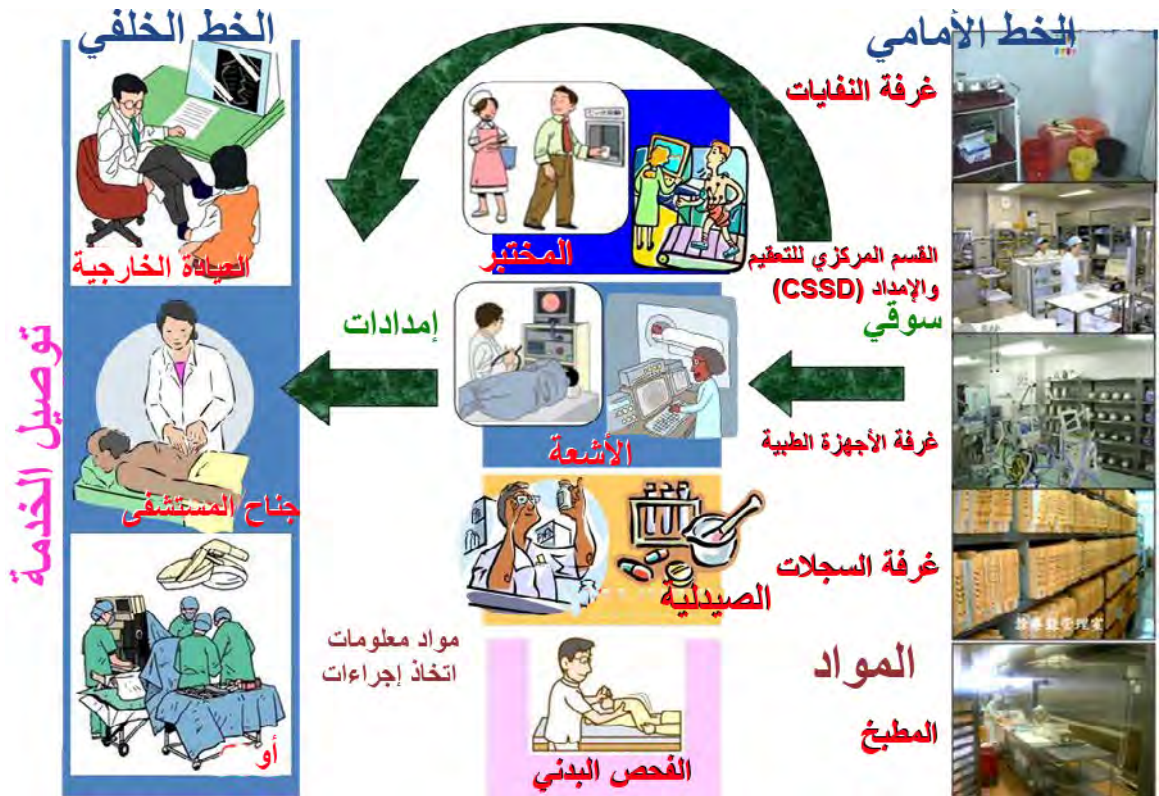 الخط الأمامي
الخط الخلفي
غرفة النفايات
القسم المركزي للتعقيم
والإمداد (CSSD)
سوقي
غرفة الأجهزة الطبية
غرفة السجلات
المواد
المطبخ
المختبر
الأشعة
الصيدلية
الفحص البدني
إمدادات
مواد معلومات
اتخاذ إجراءات
العيادة الخارجية
جناح المستشفى
أو
توصيل الخدمة